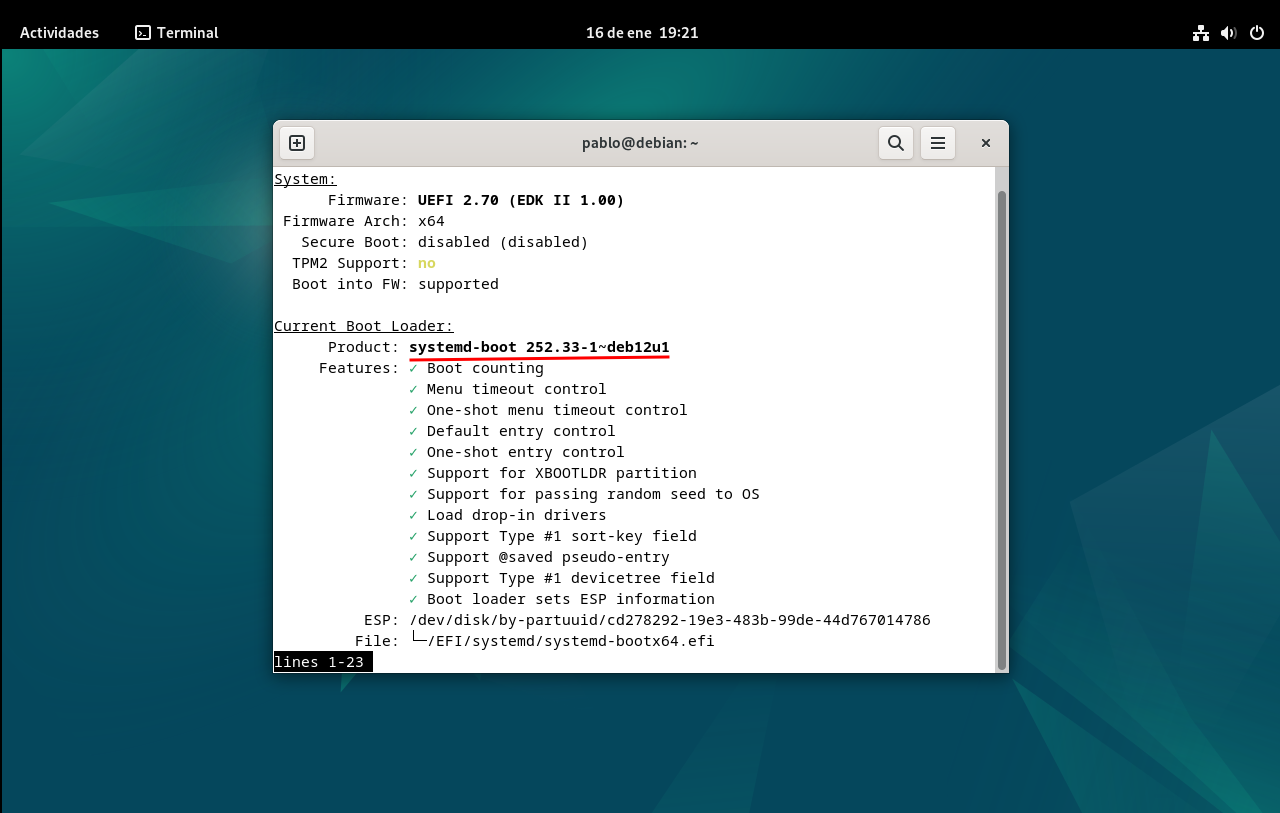 Actividades Terminal 16 de ene 19:21
pablo@debian: ~
System:
Firmware: UEFI 2.70 (EDK II 1.00)
Firmware Arch: x64
Secure Boot: disabled (disabled)
TPM2 Support: no
Boot into FW: supported
Current Boot Loader:
Product: systemd-boot 252.33-1~deb12u1
Features: ✓ Boot counting
✓ Menu timeout control
✓ One-shot menu timeout control
✓ Default entry control
✓ One-shot entry control
✓ Support for XBOOTLDR partition
✓ Support for passing random seed to OS
✓ Load drop-in drivers
✓ Support Type #1 sort-key field
✓ Support @saved pseudo-entry
✓ Support Type #1 devicetree field
✓ Boot loader sets ESP information
ESP: /dev/disk/by-partuuid/cd278292-19e3-483b-99de-44d767014786
File: └─/EFI/systemd/systemd-bootx64.efi
lines 1-23